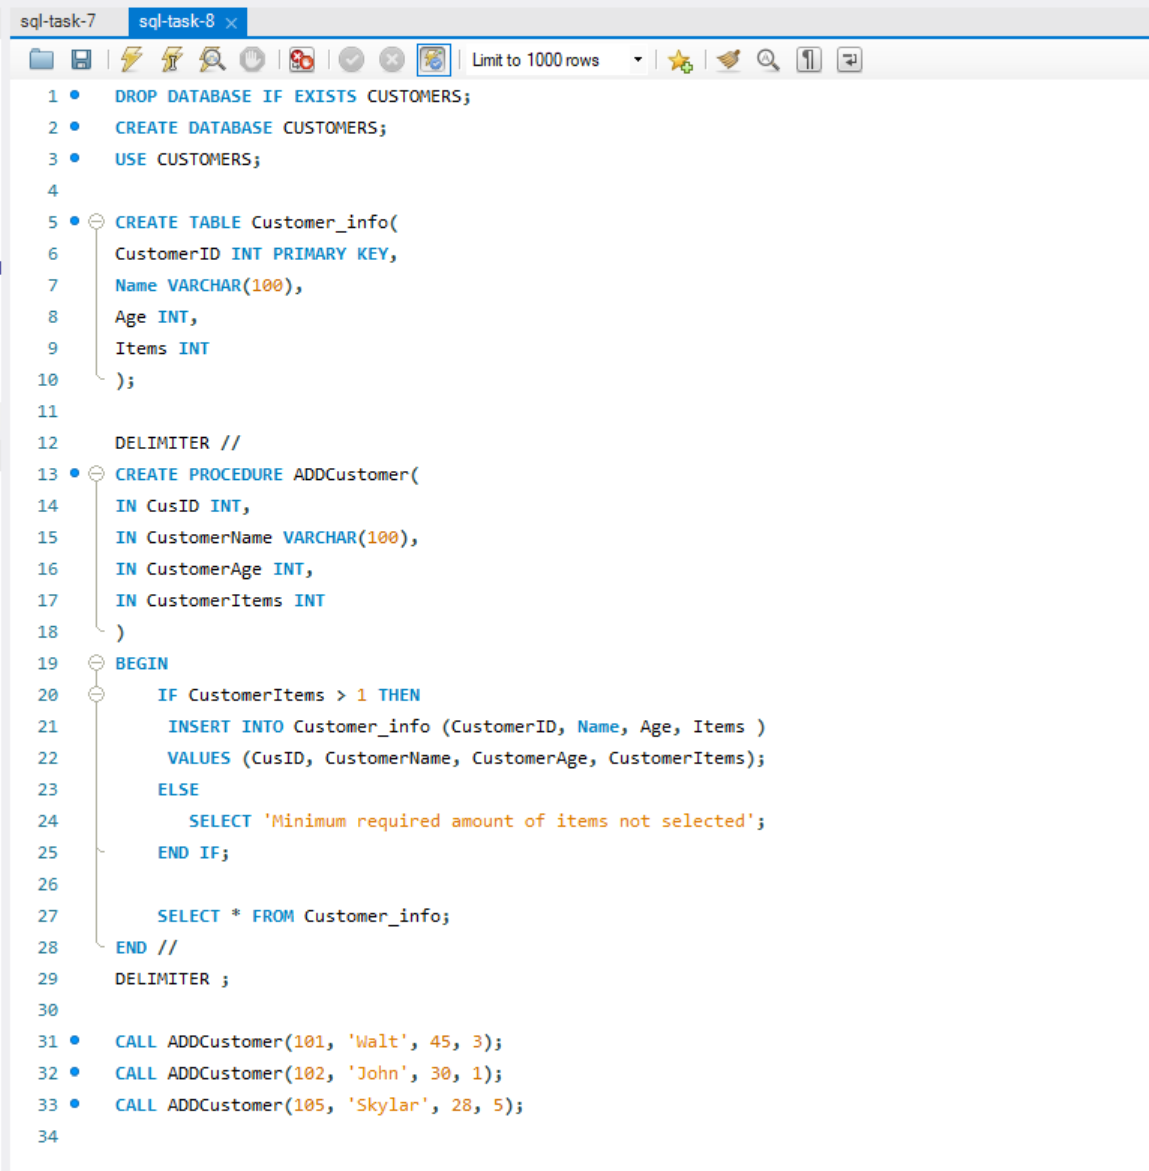 sql-task-7 sql-task-8
Limit to 1000 rows
1 DROP DATABASE IF EXISTS CUSTOMERS;
2 CREATE DATABASE CUSTOMERS;
3 USE CUSTOMERS;
4
5 CREATE TABLE Customer_info(
6 CustomerID INT PRIMARY KEY,
7 Name VARCHAR(100),
8 Age INT,
9 Items INT
10 );
11
12 DELIMITER //
13 CREATE PROCEDURE ADDCustomer(
14 IN CusID INT,
15 IN CustomerName VARCHAR(100),
16 IN CustomerAge INT,
17 IN CustomerItems INT
18 )
19 BEGIN
20 IF CustomerItems > 1 THEN
21 INSERT INTO Customer_info (CustomerID, Name, Age, Items )
22 VALUES (CusID, CustomerName, CustomerAge, CustomerItems);
23 ELSE
24 SELECT 'Minimum required amount of items not selected';
25 END IF;
26
27 SELECT * FROM Customer_info;
28 END //
29 DELIMITER ;
30
31 CALL ADDCustomer(101, 'Walt', 45, 3);
32 CALL ADDCustomer(102, 'John', 30, 1);
33 CALL ADDCustomer(105, 'Skylar', 28, 5);
34